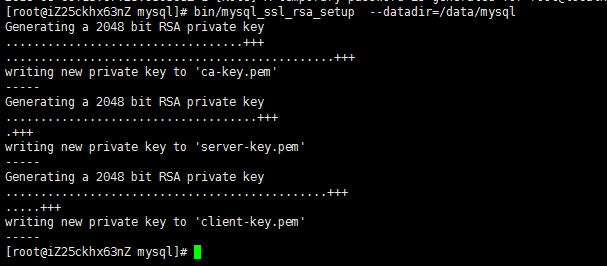 [root@iZ25ckhx63nZ mysql]# bin/mysql_ssl_rsa_setup  --datadir=/data/mysql
Generating a 2048 bit RSA private key
....................................+++
..................................................+++
writing new private key to 'ca-key.pem'
-----
Generating a 2048 bit RSA private key
......................................+++
.+++
writing new private key to 'server-key.pem'
-----
Generating a 2048 bit RSA private key
.................................................+++
.....+++
writing new private key to 'client-key.pem'
-----
[root@iZ25ckhx63nZ mysql]#